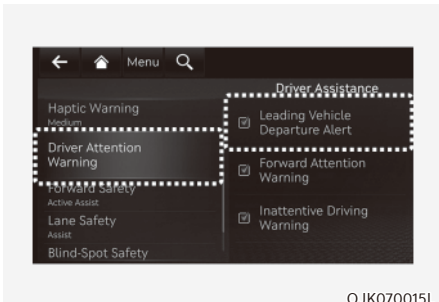 Menu
Driver Assistance
Haptic Warning
Medium
Driver Attention
Warning
Forward Safety
Active Assist
Lane Safety
Assist
Blind-Spot Safety
Leading Vehicle
Departure Alert
Forward Attention
Warning
Inattentive Driving
Warning
OJK070015L